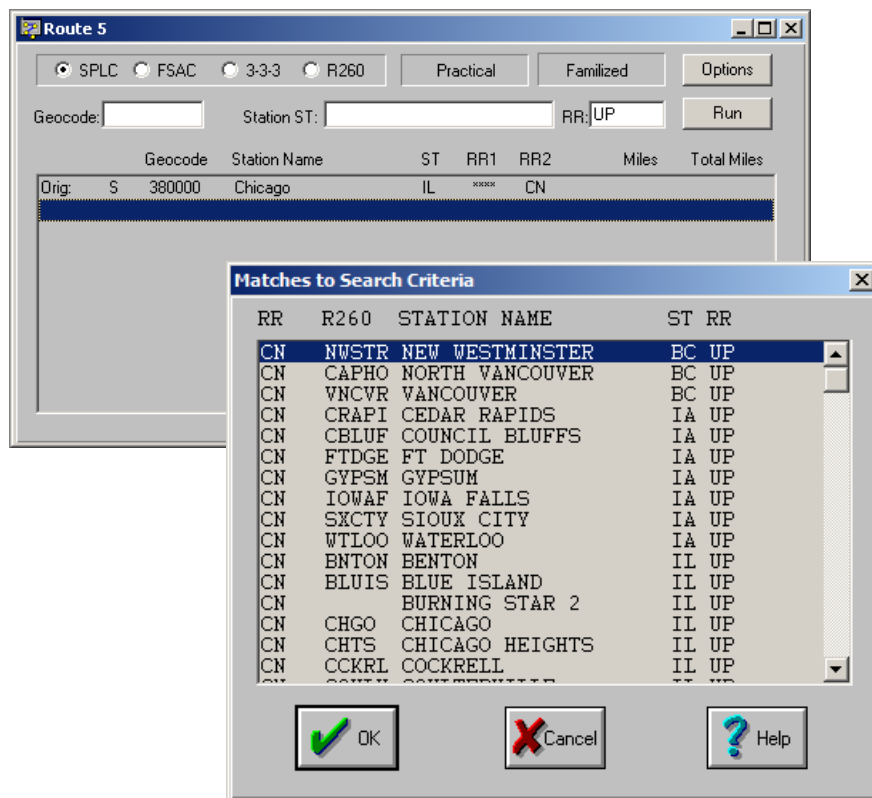 Route 5
SPLC FSAC 3-3-3 R260 Practical Familized Options
Geocode: Station ST: RR: UP Run
Geocode Station Name ST RR1 RR2 Miles Total Miles
Orig: S 380000 Chicago IL **** CN
Matches to Search Criteria
RR R260 STATION NAME ST RR
CN NWSTR NEW WESTMINSTER BC UP
CN CAPHO NORTH VANCOUVER BC UP
CN VNCVR VANCOUVER BC UP
CN CRAPI CEDAR RAPIDS IA UP
CN CBLUF COUNCIL BLUFFS IA UP
CN FTDGE FT DODGE IA UP
CN GYPSM GYPSUM IA UP
CN IOWAF IOWA FALLS IA UP
CN SXCTY SIOUX CITY IA UP
CN WTLOO WATERLOO IA UP
CN BNTON BENTON IL UP
CN BLUIS BLUE ISLAND IL UP
CN BURNING STAR 2 IL UP
CN CHGO CHICAGO IL UP
CN CHTS CHICAGO HEIGHTS IL UP
CN CCKRL COCKRELL IL UP
OK Cancel Help